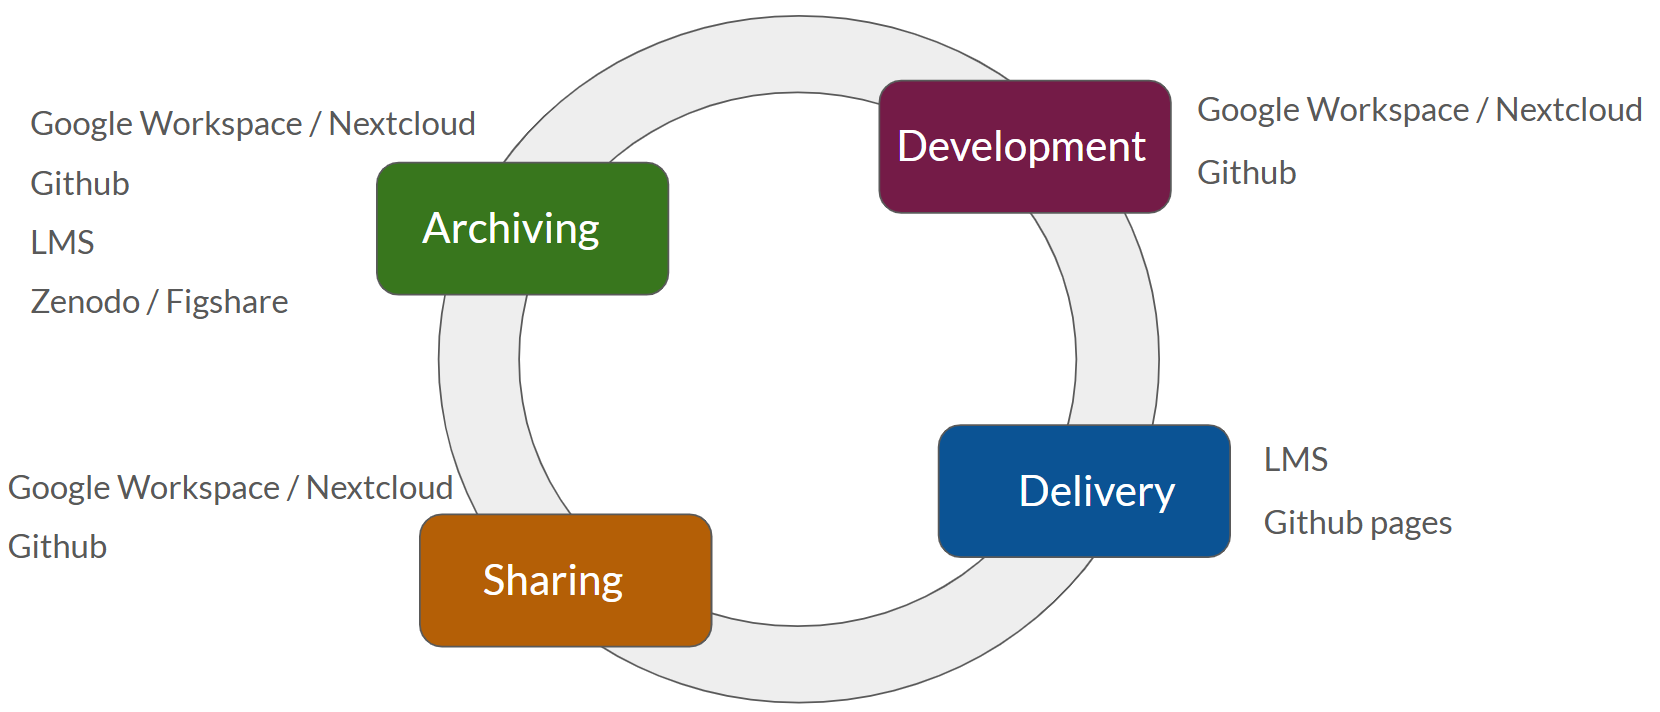 Development
Google Workspace / Nextcloud
Github
Delivery
LMS
Github pages
Sharing
Google Workspace / Nextcloud
Github
Archiving
Google Workspace / Nextcloud
Github
LMS
Zenodo / Figshare